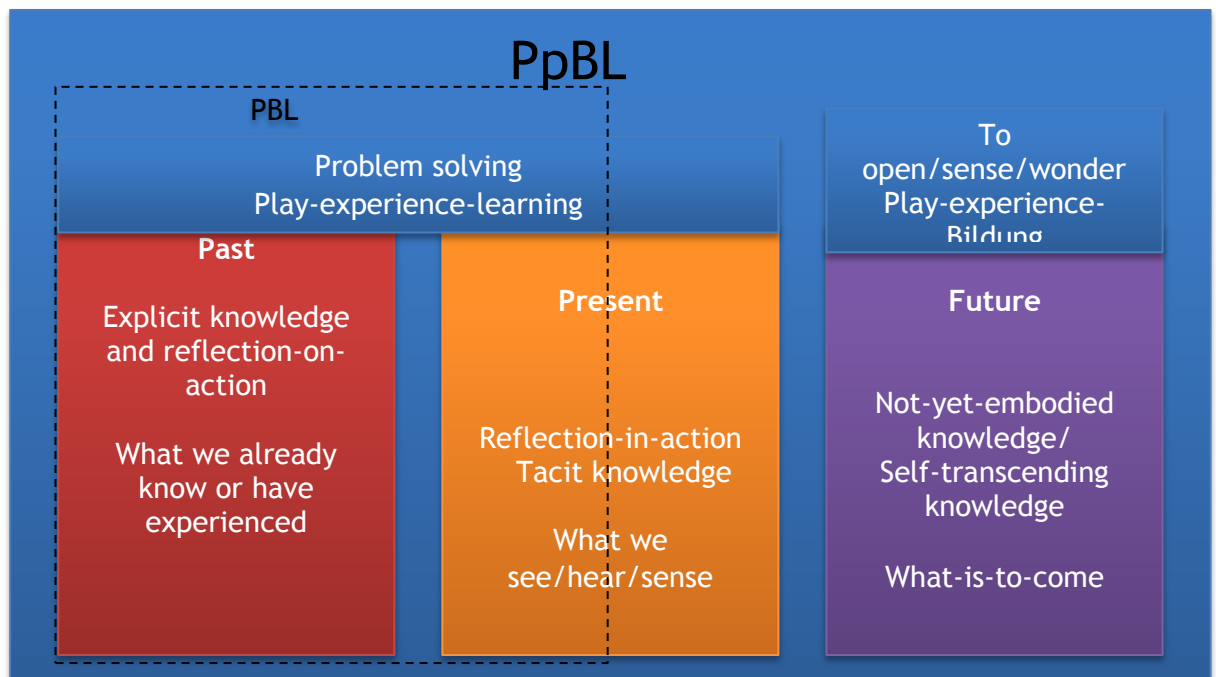 PpBL
PBL
Problem solving
Play-experience-learning
To
open/sense/wonder
Play-experience-
Bildung
Past
Explicit knowledge
and reflection-on-
action
What we already
know or have
experienced
Present
Reflection-in-action
Tacit knowledge
What we
see/hear/sense
Future
Not-yet-embodied
knowledge/
Self-transcending
knowledge
What-is-to-come